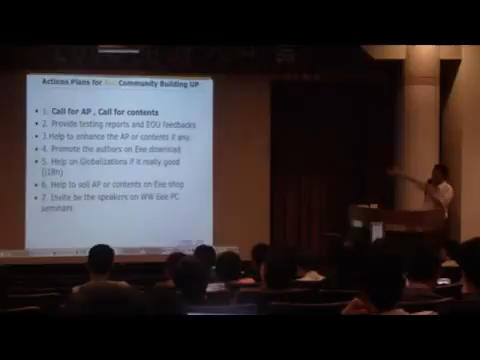 Actions Plans for Eee Community Building UP
1. Call for AP , Call for contents
2. Provide testing reports and EOU feedbacks
3. Help to enhance the AP or contents if any
4. Promote the authors on Eee download
5. Help on Globalizations if it really good
(i18n)
6. Help to sell AP or contents on Eee shop
7. Invite be the speakers on WW Eee PC
seminars